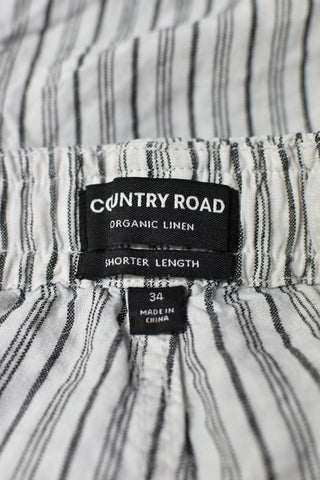 COUNTRY ROAD
ORGANIC LINEN
SHORTER LENGTH
34
MADE IN
CHINA